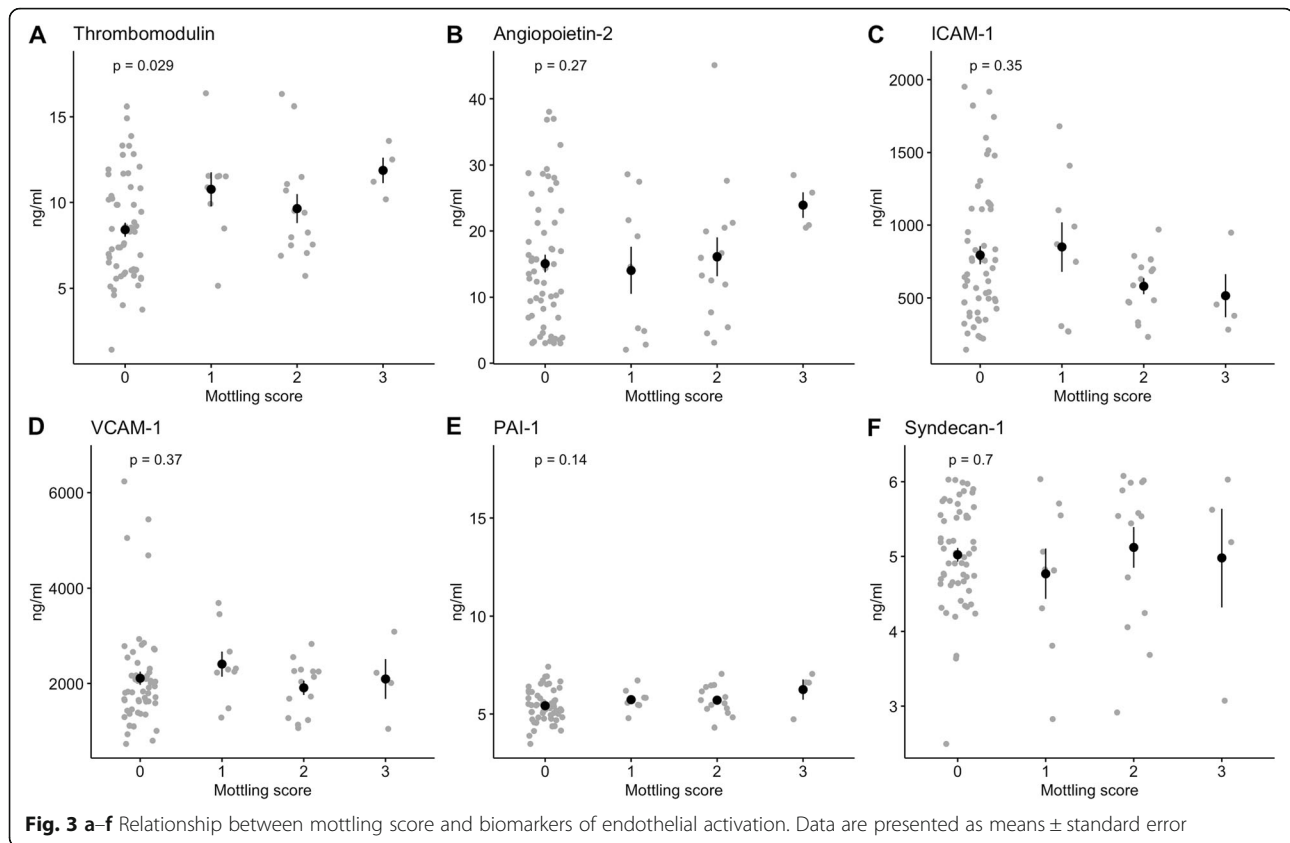 A Thrombomodulin
p = 0.029
15
10
5
ng/ml
0 1 2 3
Mottling score
B Angiopoietin-2
p = 0.27
40
30
20
10
0
ng/ml
0 1 2 3
Mottling score
C ICAM-1
p = 0.35
2000
1500
1000
500
ng/ml
0 1 2 3
Mottling score
D VCAM-1
p = 0.37
6000
4000
2000
ng/ml
0 1 2 3
Mottling score
E PAI-1
p = 0.14
15
10
5
ng/ml
0 1 2 3
Mottling score
F Syndecan-1
p = 0.7
6
5
4
3
ng/ml
0 1 2 3
Mottling score
Fig. 3 a–f Relationship between mottling score and biomarkers of endothelial activation. Data are presented as means ± standard error